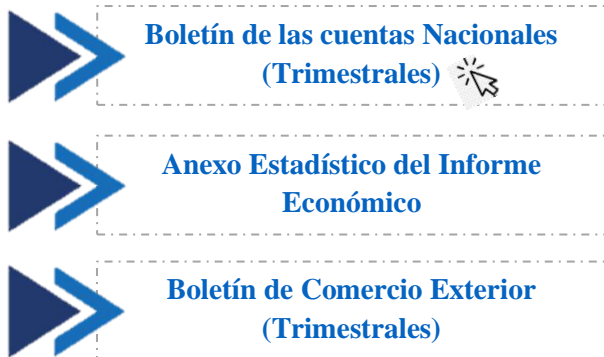 Boletín de las cuentas Nacionales
(Trimestrales)
Anexo Estadístico del Informe
Económico
Boletín de Comercio Exterior
(Trimestrales)